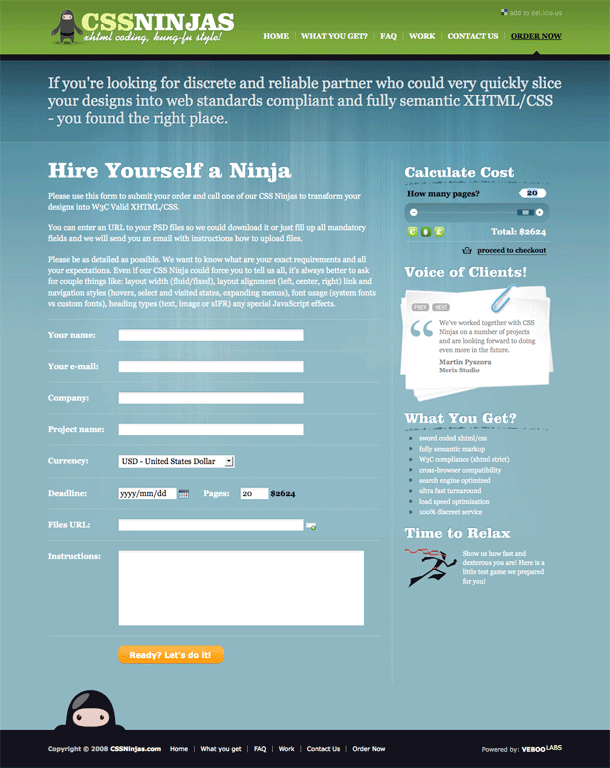 CSSNINJAS
xhtml coding, kung-fu stylo!
add to del.icio.us
HOME
WHAT YOU GET?
FAQ
WORK
CONTACT US
ORDER NOW
If you're looking for discrete and reliable partner who could very quickly slice
your designs into web standards compliant and fully semantic XHTML/CSS
- you found the right place.
Hire Yourself a Ninja
Please use this form to submit your order and call one of our CSS Ninjas to transform your
designs into W3C Valid XHTML/CSS.
You can enter an URL to your PSD files so we could download it or just fill up all mandatory
fields and we will send you an email with instructions how to upload files.
Please be as detailed as possible. We want to know what are your exact requirements and all
your expectations. Even if our CSS Ninja could force you to tell us all, it's always better to ask
for couple things like: layout width (fluid/fixed), layout alignment (left, center, right) link and
navigation styles (hovers, select and visited states, expanding menus), font usage (system fonts
vs custom fonts), heading types (text, image or sIFR) any special JavaScript effects.
Your name:
Your e-mail:
Company:
Project name:
Currency:
USD - United States Dollar
Deadline:
yyyy/mm/dd
Pages:
20
$2624
Files URL:
Instructions:
Ready? Let's do it!
Calculate Cost
How many pages?
20
€ $ £
Total: $2624
proceed to checkout
Voice of Clients!
PREV
NEXT
We've worked together with CSS
Ninjas on a number of projects
and are looking forward to doing
even more in the future.
Martin Pyszora
Merix Studio
What You Get?
sword coded xhtml/css
fully semantic markup
W3C compliance (xhtml strict)
cross-browser compatibility
search engine optimized
ultra fast turnaround
load speed optimization
100% discreet service
Time to Relax
Show us how fast and
dexterous you are! Here is a
little test game we prepared
for you!
Copyright © 2008 CSSNinjas.com
Home
What you get
FAQ
Work
Contact Us
Order Now
Powered by: VEBOO LABS